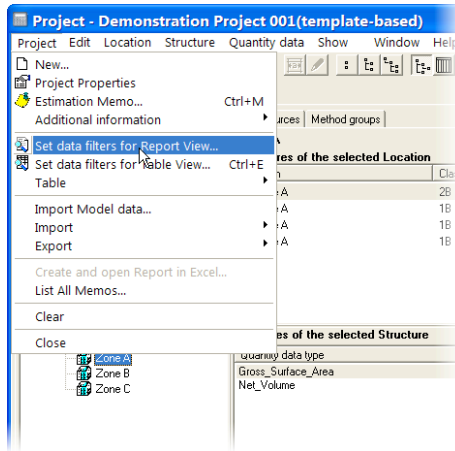 Project - Demonstration Project 001(template-based)
Project Edit Location Structure Quantity data Show Window Help
New...
Project Properties
Estimation Memo... Ctrl+M
Additional information
Method groups
Set data filters for Report View...
of the selected Location
Set data filters for Table View... Ctrl+E
Table
A 2B
A 1B
A 1B
Import Model data...
Import
Export
Create and open Report in Excel...
List All Memos...
Clear
Close
of the selected Structure
Quantity data type
Zone A
Gross_Surface_Area
Zone B
Net_Volume
Zone C